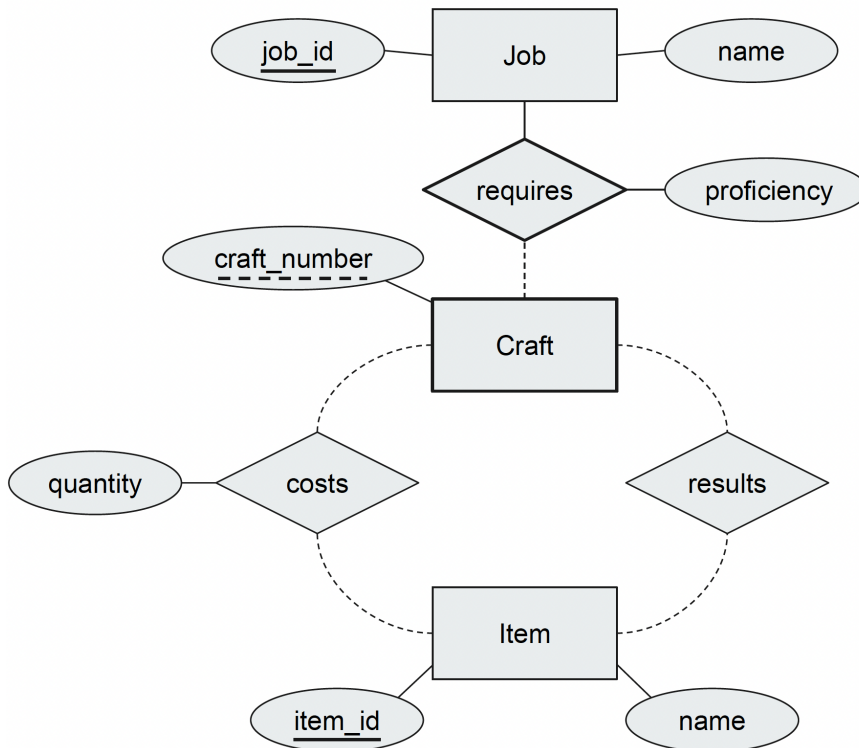 job_id
Job
name
requires
proficiency
craft_number
Craft
quantity
costs
results
Item
item_id
name